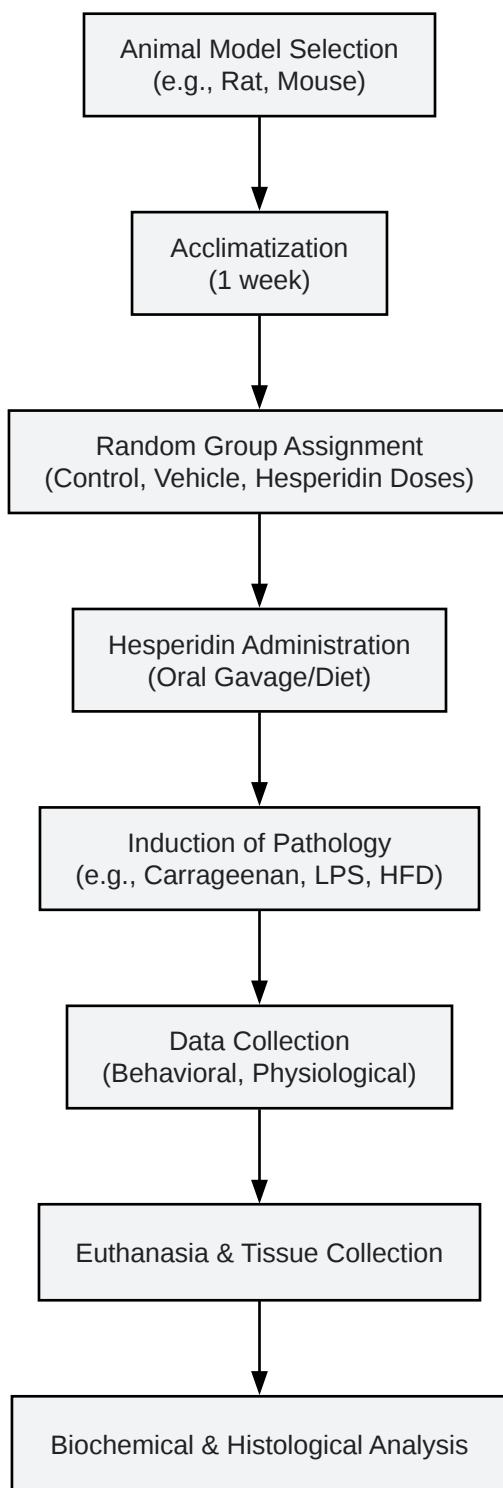 Animal Model Selection
(e.g., Rat, Mouse)
Acclimatization
(1 week)
Random Group Assignment
(Control, Vehicle, Hesperidin Doses)
Hesperidin Administration
(Oral Gavage/Diet)
Induction of Pathology
(e.g., Carrageenan, LPS, HFD)
Data Collection
(Behavioral, Physiological)
Euthanasia & Tissue Collection
Biochemical & Histological Analysis